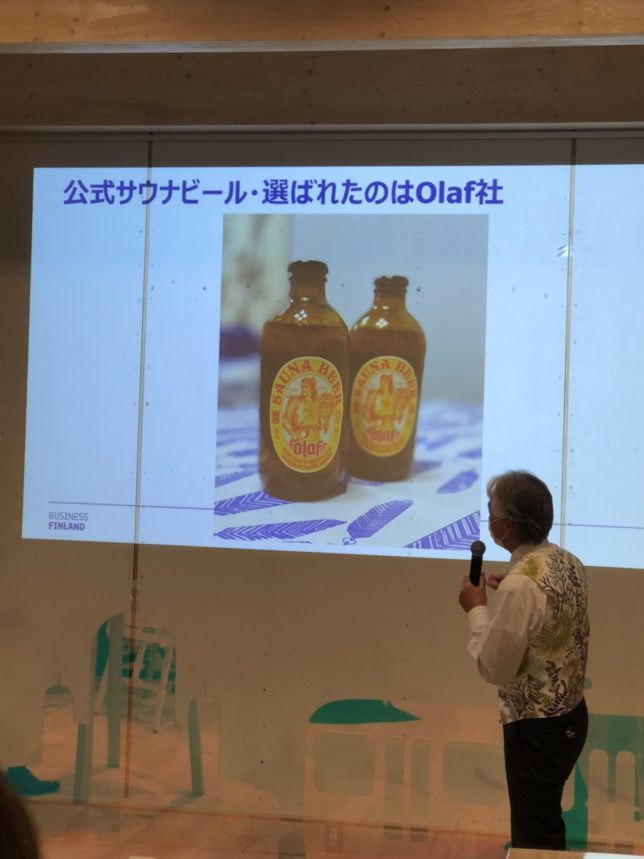 公式サウナビール・選ばれたのはOlaf社
SAUNA BEER
Olaf
SAUNA BEER
Olaf
BUSINESS
FINLAND